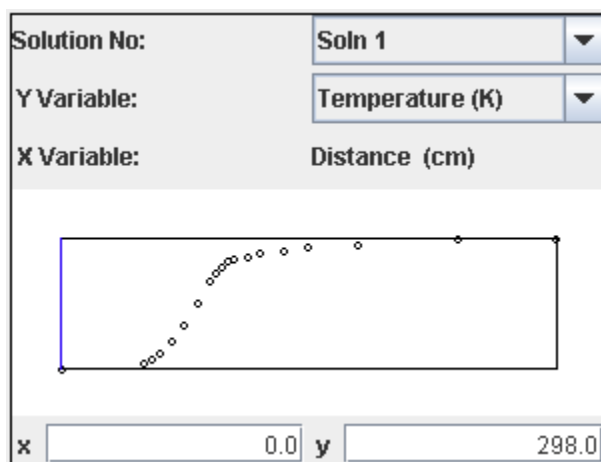 Solution No: Soln 1
Y Variable: Temperature (K)
X Variable: Distance (cm)
x 0.0 y 298.0